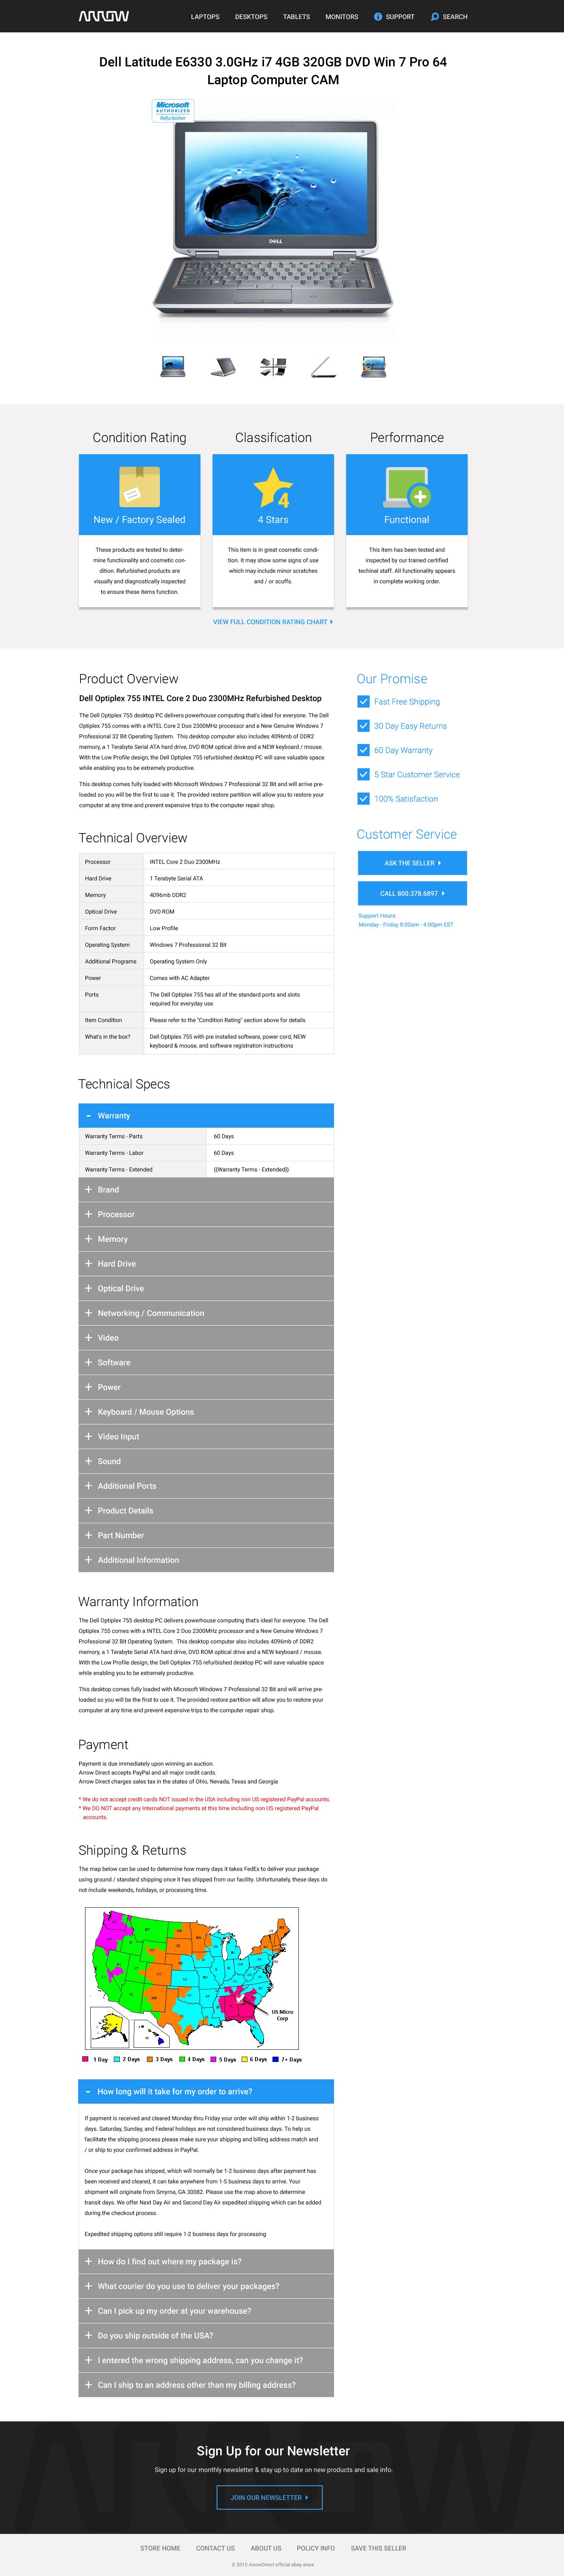 ARROW
LAPTOPS DESKTOPS TABLETS MONITORS SUPPORT SEARCH
Dell Latitude E6330 3.0GHz i7 4GB 320GB DVD Win 7 Pro 64
Laptop Computer CAM
Microsoft
AUTHORIZED
Refurbisher
DELL
Condition Rating
Classification
Performance
4
New / Factory Sealed
4 Stars
Functional
These products are tested to deter-
mine functionality and cosmetic con-
dition. Refurbished products are
visually and diagnostically inspected
to ensure these items function.
This item is in great cosmetic condi-
tion. It may show some signs of use
which may include minor scratches
and / or scuffs.
This item has been tested and
inspected by our trained certified
technial staff. All functionality appears
in complete working order.
VIEW FULL CONDITION RATING CHART
Product Overview
Dell Optiplex 755 INTEL Core 2 Duo 2300MHz Refurbished Desktop
The Dell Optiplex 755 desktop PC delivers powerhouse computing that's ideal for everyone. The Dell
Optiplex 755 comes with a INTEL Core 2 Duo 2300MHz processor and a New Genuine Windows 7
Professional 32 Bit Operating System. This desktop computer also includes 4096mb of DDR2
memory, a 1 Terabyte Serial ATA hard drive, DVD ROM optical drive and a NEW keyboard / mouse.
With the Low Profile design, the Dell Optiplex 755 refurbished desktop PC will save valuable space
while enabling you to be extremely productive.
This desktop comes fully loaded with Microsoft Windows 7 Professional 32 Bit and will arrive pre-
loaded so you will be the first to use it. The provided restore partition will allow you to restore your
computer at any time and prevent expensive trips to the computer repair shop.
Our Promise
Fast Free Shipping
30 Day Easy Returns
60 Day Warranty
5 Star Customer Service
100% Satisfaction
Customer Service
ASK THE SELLER
CALL 800.378.6897
Support Hours:
Monday - Friday 8:00am - 4:00pm EST
Technical Overview
Processor INTEL Core 2 Duo 2300MHz
Hard Drive 1 Terabyte Serial ATA
Memory 4096mb DDR2
Optical Drive DVD ROM
Form Factor Low Profile
Operating System Windows 7 Professional 32 Bit
Additional Programs Operating System Only
Power Comes with AC Adapter
Ports The Dell Optiplex 755 has all of the standard ports and slots
required for everyday use
Item Condition Please refer to the "Condition Rating" section above for details
What's in the box? Dell Optiplex 755 with pre installed software, power cord, NEW
keyboard & mouse, and software registration instructions
Technical Specs
- Warranty
Warranty Terms - Parts 60 Days
Warranty Terms - Labor 60 Days
Warranty Terms - Extended {{Warranty Terms - Extended}}
+ Brand
+ Processor
+ Memory
+ Hard Drive
+ Optical Drive
+ Networking / Communication
+ Video
+ Software
+ Power
+ Keyboard / Mouse Options
+ Video Input
+ Sound
+ Additional Ports
+ Product Details
+ Part Number
+ Additional Information
Warranty Information
The Dell Optiplex 755 desktop PC delivers powerhouse computing that's ideal for everyone. The Dell
Optiplex 755 comes with a INTEL Core 2 Duo 2300MHz processor and a New Genuine Windows 7
Professional 32 Bit Operating System. This desktop computer also includes 4096mb of DDR2
memory, a 1 Terabyte Serial ATA hard drive, DVD ROM optical drive and a NEW keyboard / mouse.
With the Low Profile design, the Dell Optiplex 755 refurbished desktop PC will save valuable space
while enabling you to be extremely productive.
This desktop comes fully loaded with Microsoft Windows 7 Professional 32 Bit and will arrive pre-
loaded so you will be the first to use it. The provided restore partition will allow you to restore your
computer at any time and prevent expensive trips to the computer repair shop.
Payment
Payment is due immediately upon winning an auction.
Arrow Direct accepts PayPal and all major credit cards.
Arrow Direct charges sales tax in the states of Ohio, Nevada, Texas and Georgia
* We do not accept credit cards NOT issued in the USA including non US registered PayPal accounts.
* We DO NOT accept any International payments at this time including non US registered PayPal
accounts.
Shipping & Returns
The map below can be used to determine how many days it takes FedEx to deliver your package
using ground / standard shipping once it has shipped from our facility. Unfortunately, these days do
not include weekends, holidays, or processing time.
US Micro
Corp
1 Day 2 Days 3 Days 4 Days 5 Days 6 Days 7+ Days
- How long will it take for my order to arrive?
If payment is received and cleared Monday thru Friday your order will ship within 1-2 business
days. Saturday, Sunday, and Federal holidays are not considered business days. To help us
facilitate the shipping process please make sure your shipping and billing address match and
/ or ship to your confirmed address in PayPal.
Once your package has shipped, which will normally be 1-2 business days after payment has
been received and cleared, it can take anywhere from 1-5 business days to arrive. Your
shipment will originate from Smyrna, GA 30082. Please use the map above to determine
transit days. We offer Next Day Air and Second Day Air expedited shipping which can be added
during the checkout process.
Expedited shipping options still require 1-2 business days for processing
+ How do I find out where my package is?
+ What courier do you use to deliver your packages?
+ Can I pick up my order at your warehouse?
+ Do you ship outside of the USA?
+ I entered the wrong shipping address, can you change it?
+ Can I ship to an address other than my billing address?
Sign Up for our Newsletter
Sign up for our monthly newsletter & stay up to date on new products and sale info.
JOIN OUR NEWSLETTER
STORE HOME CONTACT US ABOUT US POLICY INFO SAVE THIS SELLER
© 2015 ArrowDirect official ebay store